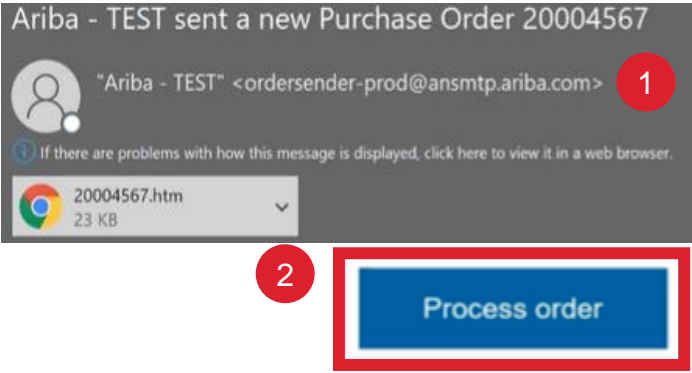 Ariba - TEST sent a new Purchase Order 20004567
"Ariba - TEST" <ordersender-prod@ansmtp.ariba.com>
1
If there are problems with how this message is displayed, click here to view it in a web browser.
20004567.htm
23 KB
2
Process order